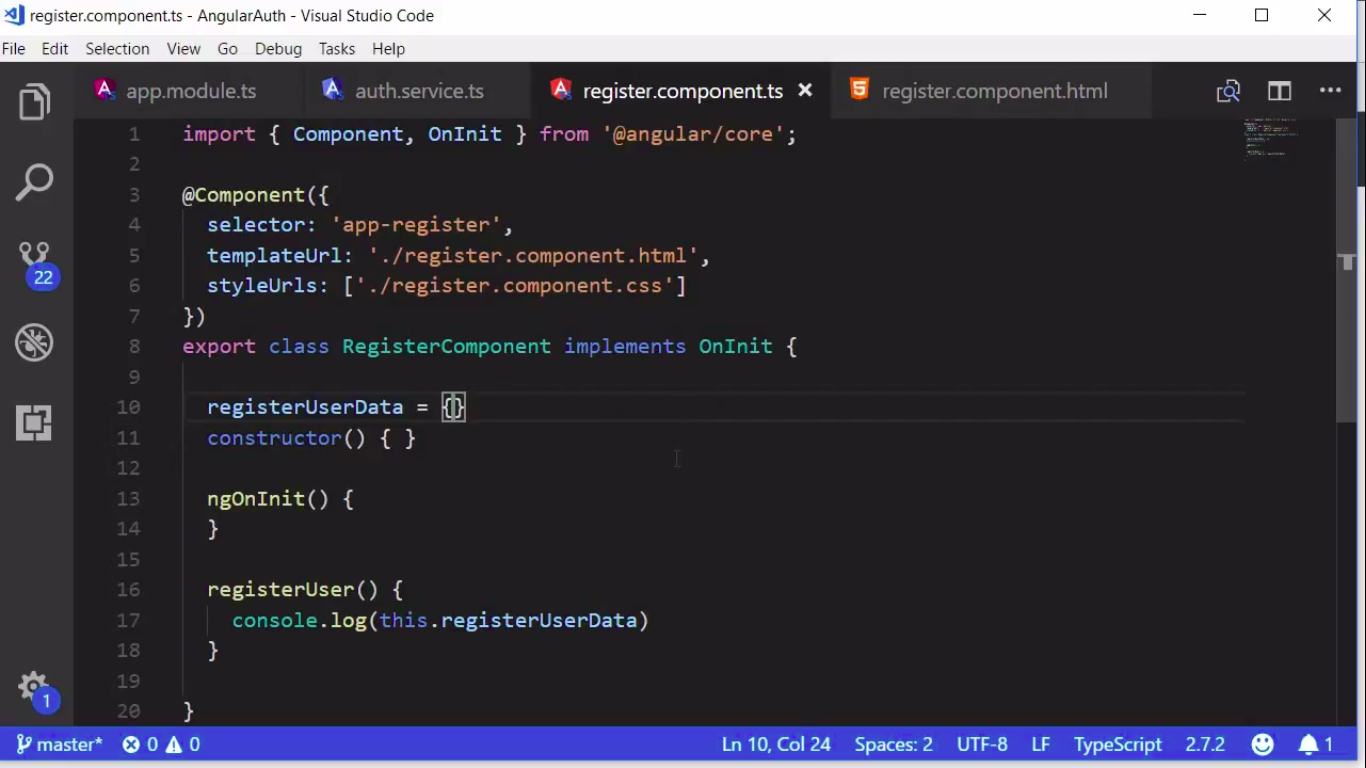 register.component.ts - AngularAuth - Visual Studio Code
File Edit Selection View Go Debug Tasks Help
app.module.ts auth.service.ts register.component.ts register.component.html
1 import { Component, OnInit } from '@angular/core';
2
3 @Component({
4 selector: 'app-register',
5 templateUrl: './register.component.html',
6 styleUrls: ['./register.component.css']
7 })
8 export class RegisterComponent implements OnInit {
9
10 registerUserData = {}
11 constructor() { }
12
13 ngOnInit() {
14 }
15
16 registerUser() {
17 console.log(this.registerUserData)
18 }
19
20 }
22
1
master* 0 0 Ln 10, Col 24 Spaces: 2 UTF-8 LF TypeScript 2.7.2 1